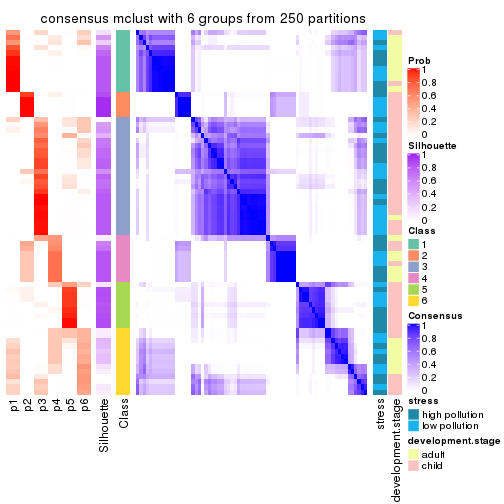 consensus mclust with 6 groups from 250 partitions
Prob
1
0.8
0.6
0.4
0.2
0
Silhouette
1
0.8
0.6
0.4
0.2
0
Class
1
2
3
4
5
6
Consensus
1
0.8
0.6
0.4
0.2
0
stress
high pollution
low pollution
development.stage
adult
child
p1
p2
p3
p4
p5
p6
Silhouette
Class
stress
development.stage